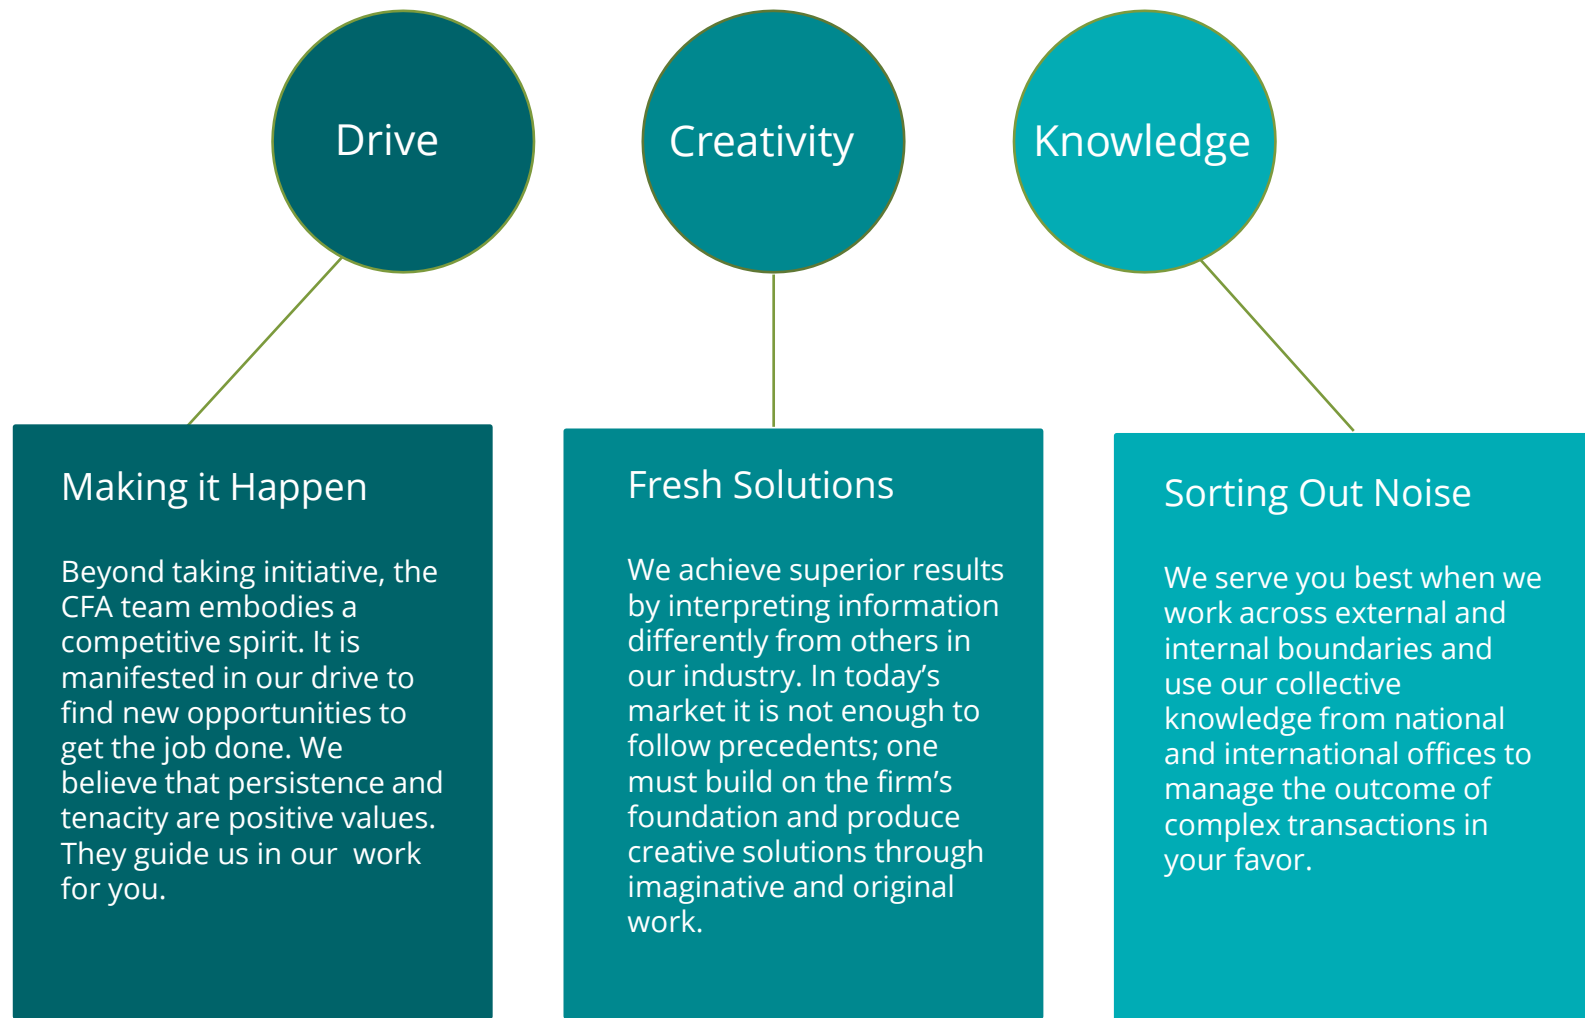 Drive
Creativity
Knowledge
Making it Happen
Beyond taking initiative, the
CFA team embodies a
competitive spirit. It is
manifested in our drive to
find new opportunities to
get the job done. We
believe that persistence and
tenacity are positive values.
They guide us in our  work
for you.
Fresh Solutions
We achieve superior results
by interpreting information
differently from others in
our industry. In today’s
market it is not enough to
follow precedents; one
must build on the firm’s
foundation and produce
creative solutions through
imaginative and original
work.
Sorting Out Noise
We serve you best when we
work across external and
internal boundaries and
use our collective
knowledge from national
and international offices to
manage the outcome of
complex transactions in
your favor.